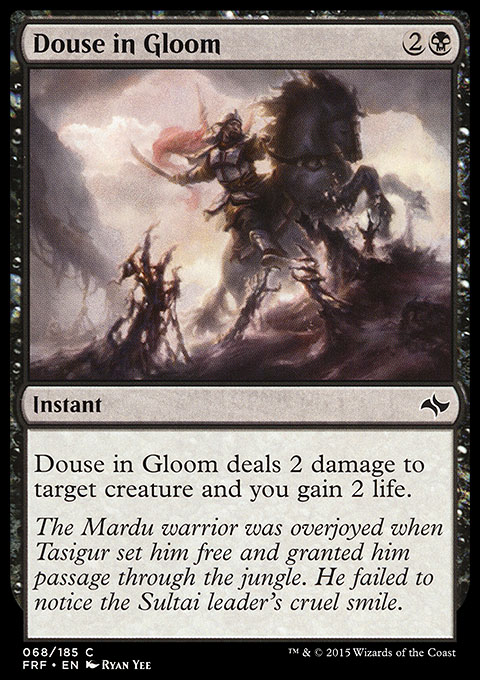 Douse in Gloom 2
Instant
Douse in Gloom deals 2 damage to
target creature and you gain 2 life.
The Mardu warrior was overjoyed when
Tasigur set him free and granted him
passage through the jungle. He failed to
notice the Sultai leader's cruel smile.
068/185 C
FRF • EN Ryan Yee
™ & © 2015 Wizards of the Coast